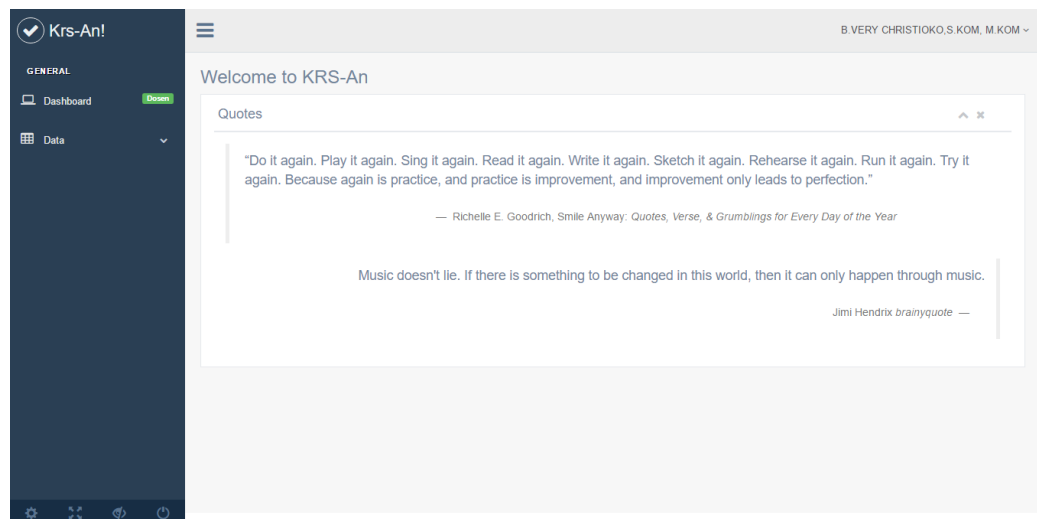 Krs-An!
B.VERY CHRISTIOKO,S.KOM, M.KOM
GENERAL
Dashboard
Dosen
Data
Welcome to KRS-An
Quotes
“Do it again. Play it again. Sing it again. Read it again. Write it again. Sketch it again. Rehearse it again. Run it again. Try it
again. Because again is practice, and practice is improvement, and improvement only leads to perfection.”
— Richelle E. Goodrich, Smile Anyway: Quotes, Verse, & Grumblings for Every Day of the Year
Music doesn't lie. If there is something to be changed in this world, then it can only happen through music.
Jimi Hendrix brainyquote —